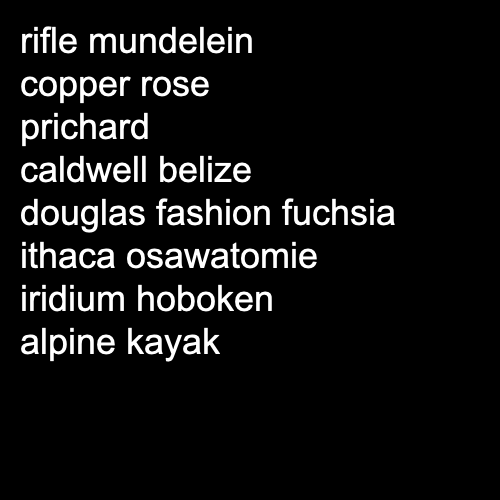 rifle mundelein
copper rose
prichard
caldwell belize
douglas fashion fuchsia
ithaca osawatomie
iridium hoboken
alpine kayak